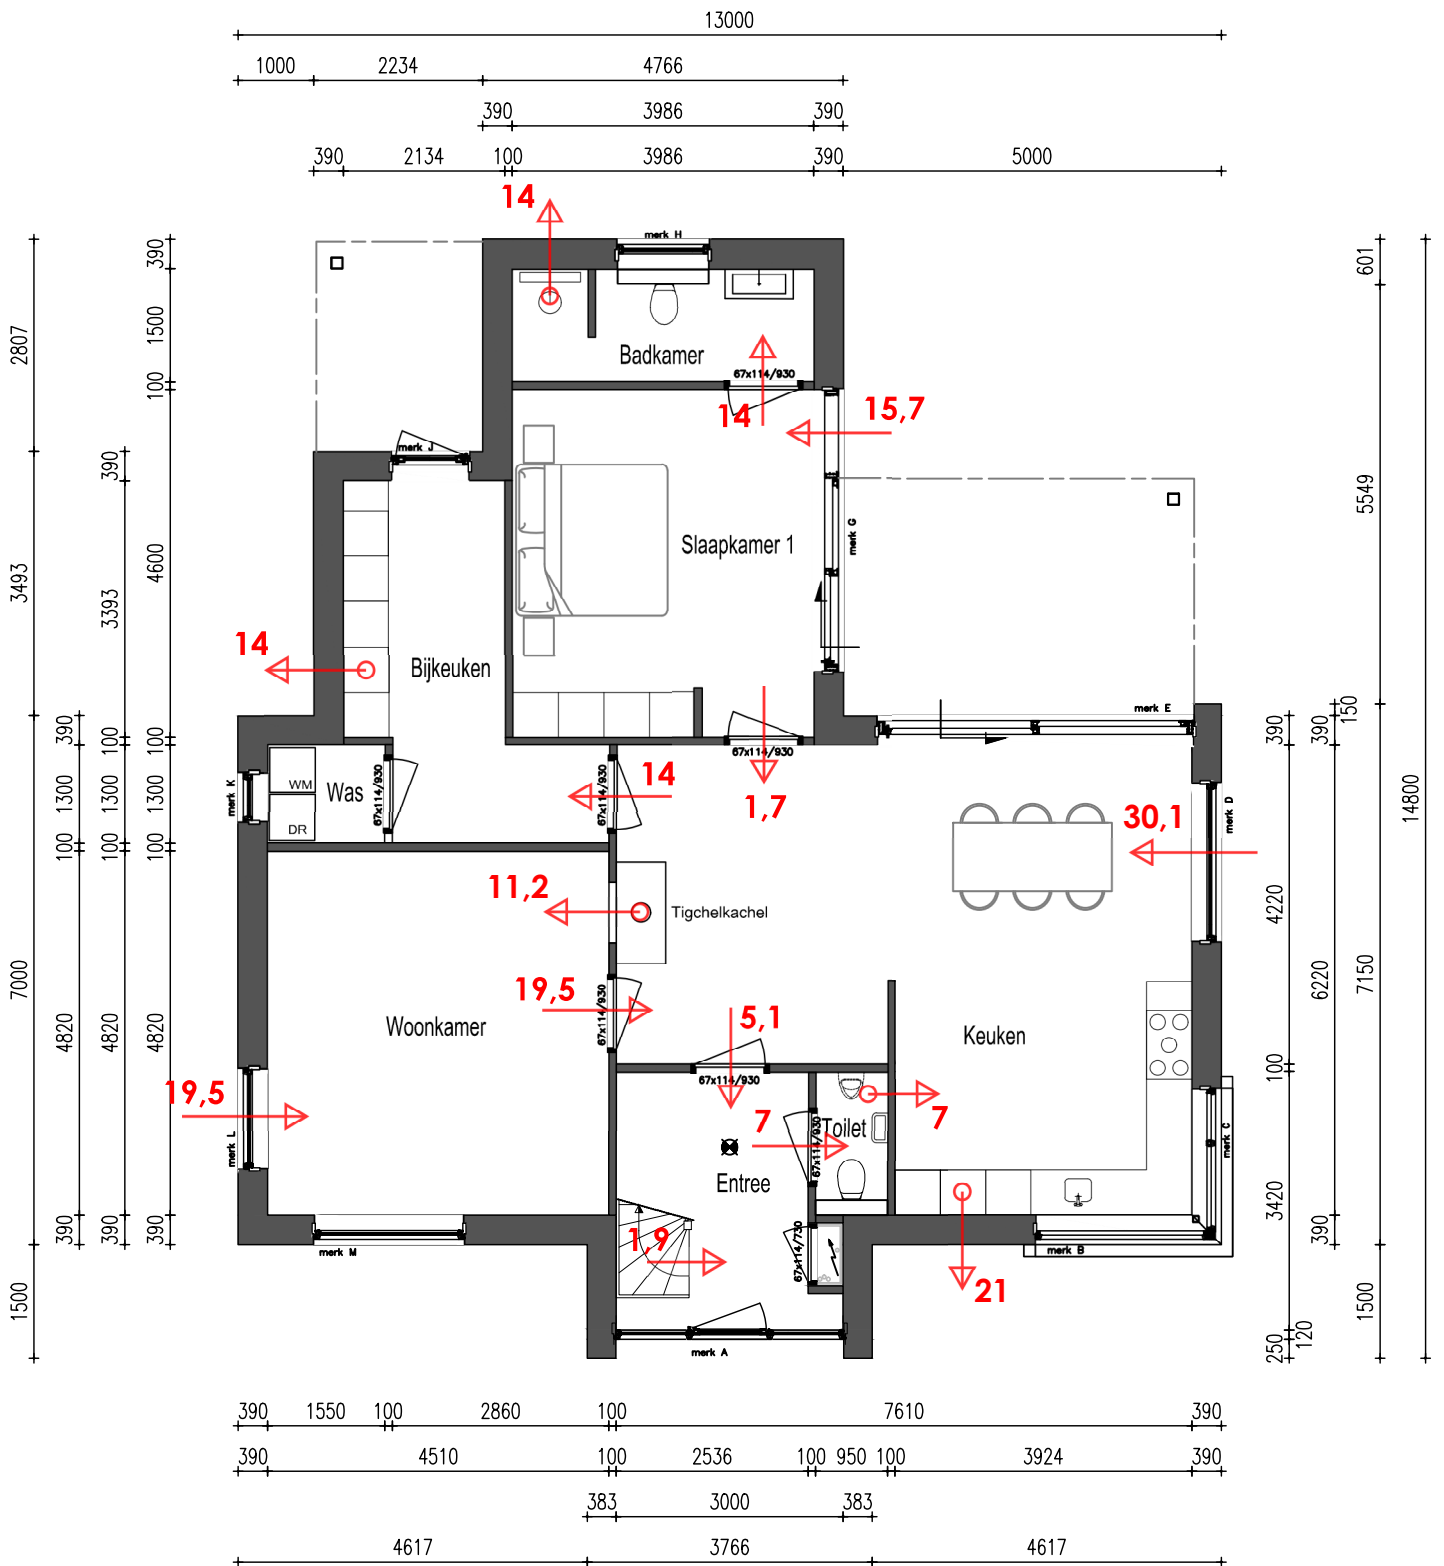 13000
1000 2234 4766
390 3986 390
390 2134 100 3986 390 5000
14
merk H
390
601
1500
2807
Badkamer
67x114/930
100
14
15,7
merk J
390
5549
merk G
Slaapkamer 1
4600
3493
3393
14
Bijkeuken
14800
merk E
150
390 100 100
67x114/930
390 390
WM
Was
DR
67x114/930
67x114/930
14
1,7
merk K
1300 1300 1300
30,1
merk D
100 100 100
11,2
Tigchelkachel
4220
7000
6220
7150
19,5
67x114/930
5,1
Woonkamer
Keuken
4820 4820 4820
67x114/930
100
19,5
7
7
Toilet
67x114/930
merk L
merk C
Entree
3420
390 390 390
390
1,9
67x114/730
merk M
merk B
21
1500
1500
120
250
merk A
390 1550 100 2860 100 7610 390
390 4510 100 2536 100 950 100 3924 390
383 3000 383
4617 3766 4617